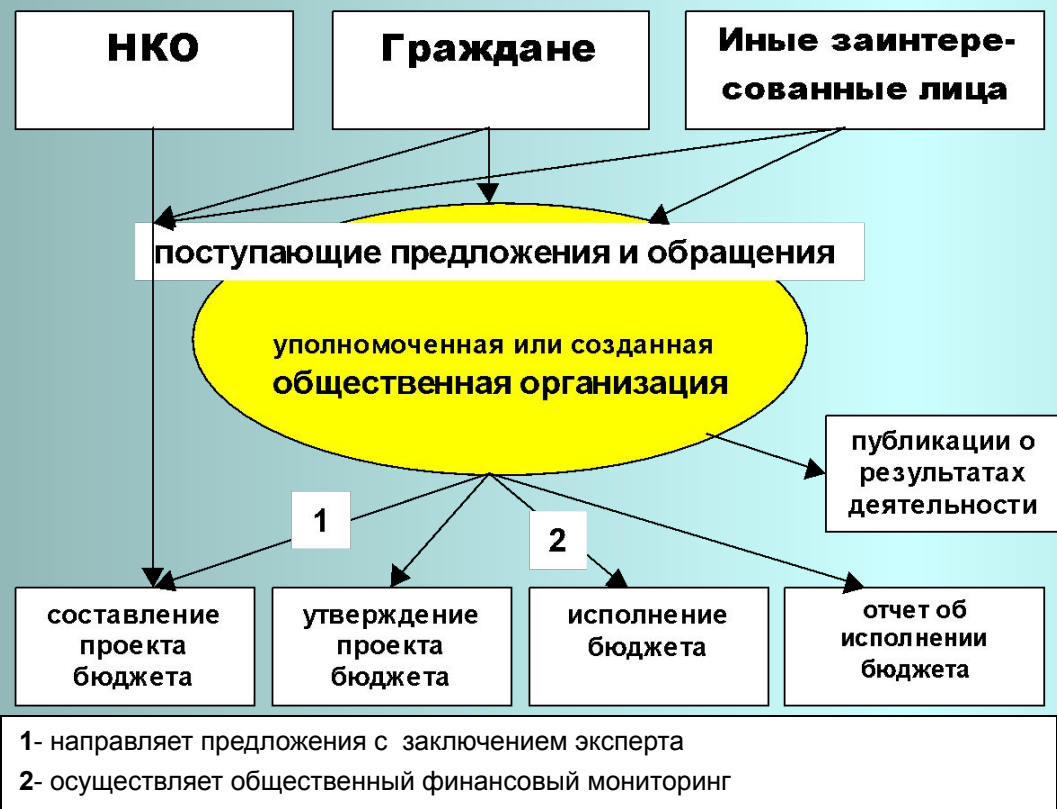 НКО
Граждане
Иные заинтере-
сованные лица
поступающие предложения и обращения
уполномоченная или созданная
общественная организация
публикации о
результатах
деятельности
1
2
составление
проекта
бюджета
утверждение
проекта
бюджета
исполнение
бюджета
отчет об
исполнении
бюджета
1- направляет предложения с заключением эксперта
2- осуществляет общественный финансовый мониторинг